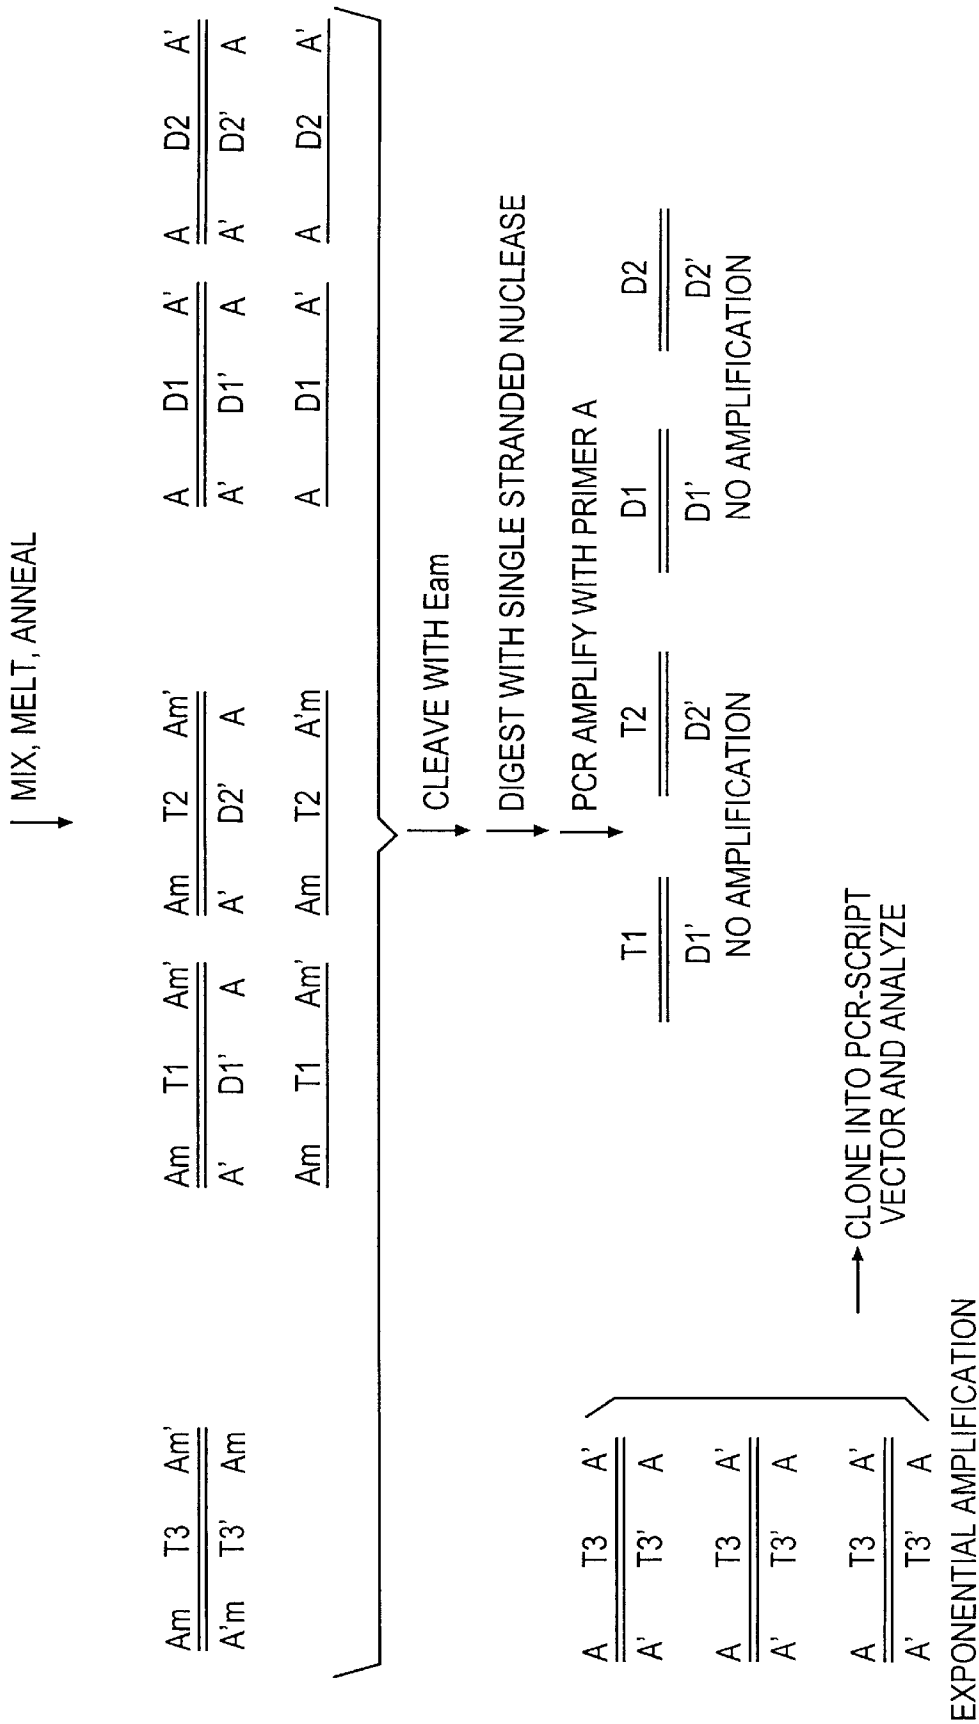 MIX, MELT, ANNEAL
Am T3 Am' Am T1 Am' Am T2 Am' A D1 A' A D2 A'
A'm T3' Am A' D1' A A' D2' A A' D1' A A' D2' A
Am T1 Am' Am T2 A'm A D1 A' A D2 A'
CLEAVE WITH Eam
DIGEST WITH SINGLE STRANDED NUCLEASE
PCR AMPLIFY WITH PRIMER A
T1 T2 D1 D2
D1' D2' D1' D2'
NO AMPLIFICATION NO AMPLIFICATION
A T3 A'
A' T3' A
A T3 A'
A' T3' A
A T3 A'
A' T3' A
EXPONENTIAL AMPLIFICATION
CLONE INTO PCR-SCRIPT
VECTOR AND ANALYZE